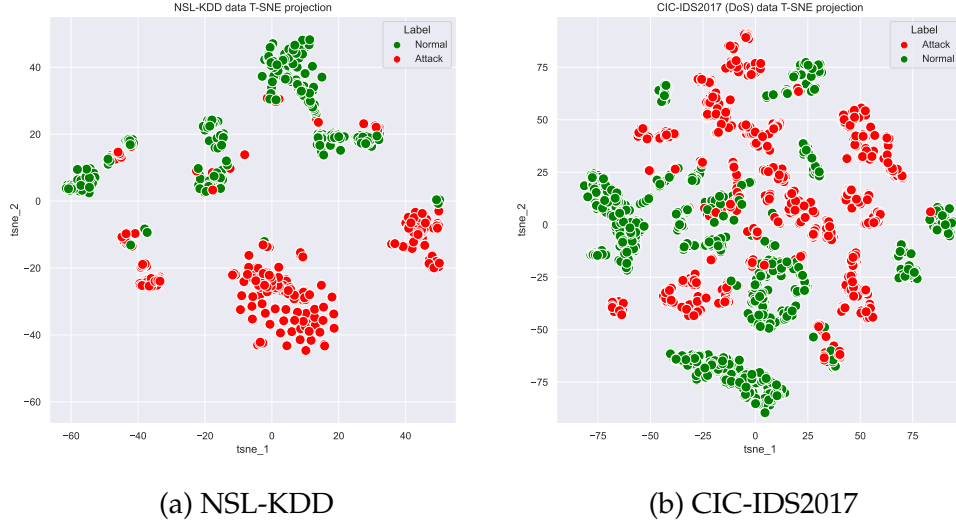 NSL-KDD data T-SNE projection
Label
Normal
Attack
40
20
0
−20
−40
−60
tsne_2
−60
−40
−20
0
20
40
tsne_1
(a) NSL-KDD
CIC-IDS2017 (DoS) data T-SNE projection
Label
Attack
Normal
75
50
25
0
−25
−50
−75
tsne_2
−75
−50
−25
0
25
50
75
tsne_1
(b) CIC-IDS2017